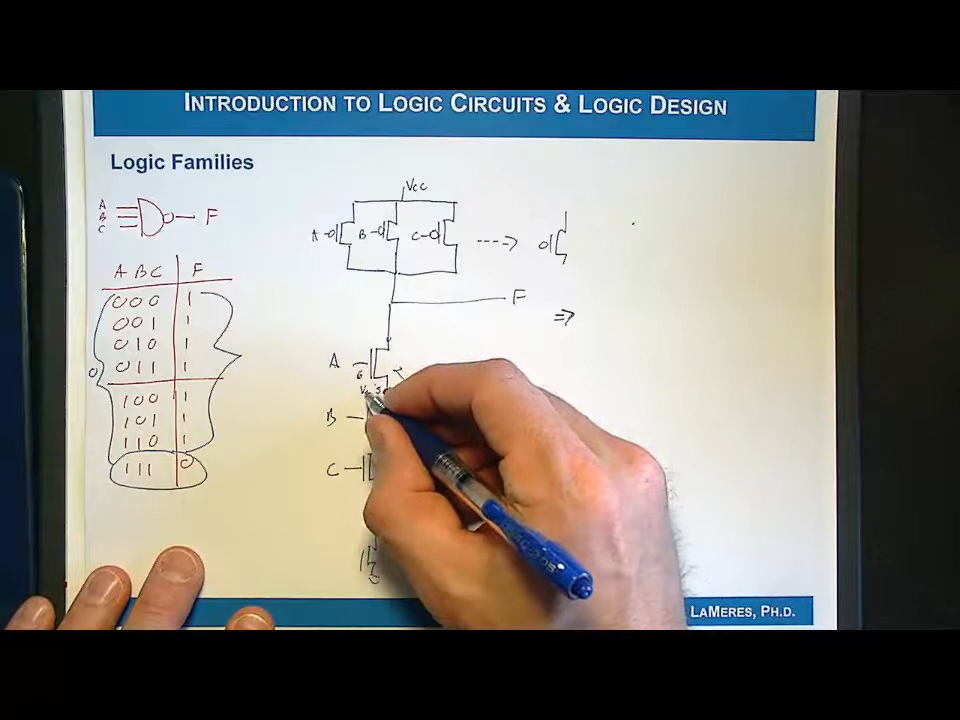 INTRODUCTION TO LOGIC CIRCUITS & LOGIC DESIGN
Logic Families
A
B
C
F
A B C F
0 0 0 1
0 0 1 1
0 1 0 1
0 1 1 1
1 0 0 1
1 0 1 1
1 1 0 1
1 1 1 0
0
Vcc
A
B
C
F
A
G
S
B
C
LAMERES, PH.D.